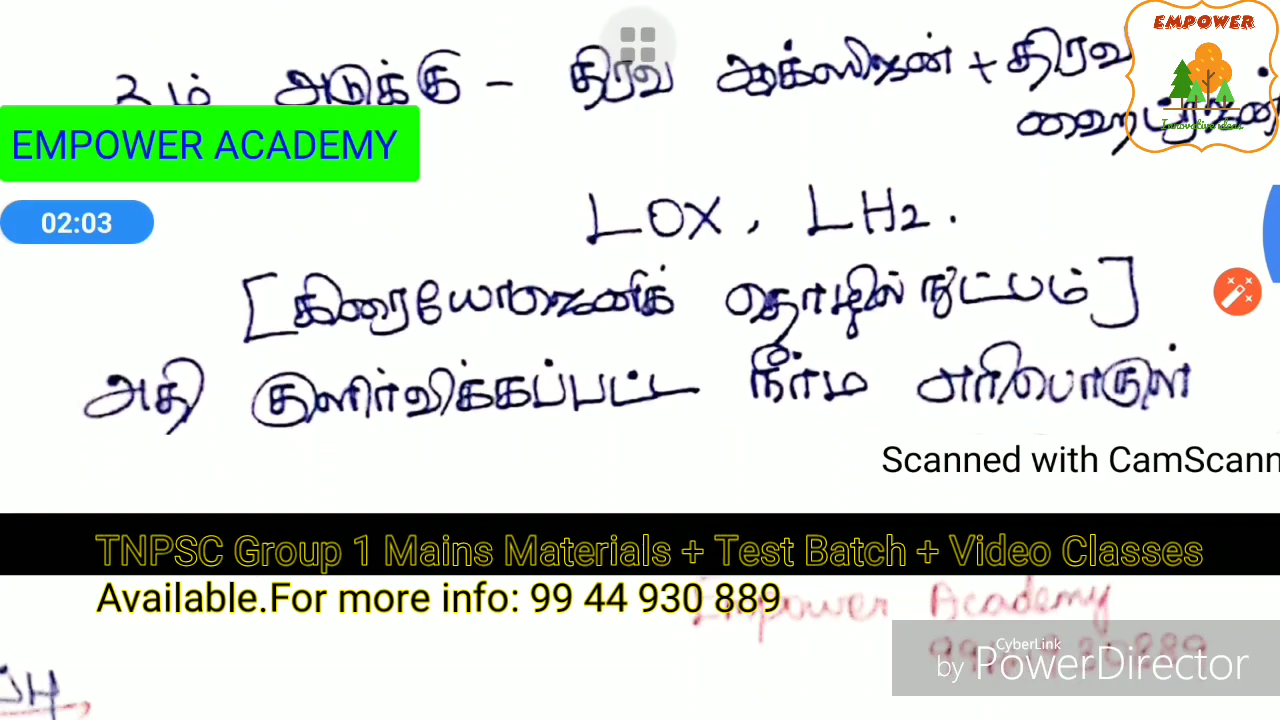 EMPOWER
Innovative ideas
2ம் அடுக்கு - திரவ ஆக்ஸிஜன் + திரவ
ஹைட்ரஜன்
EMPOWER ACADEMY
02:03
LOX, LH2.
[கிரையோஜெனிக் தொழில் நுட்பம்]
அதி குளிர்விக்கப்பட்ட நீர்ம எரிபொருள்
Scanned with CamScann
TNPSC Group 1 Mains Materials + Test Batch + Video Classes
Available.For more info: 99 44 930 889
Empower Academy
CyberLink
by PowerDirector